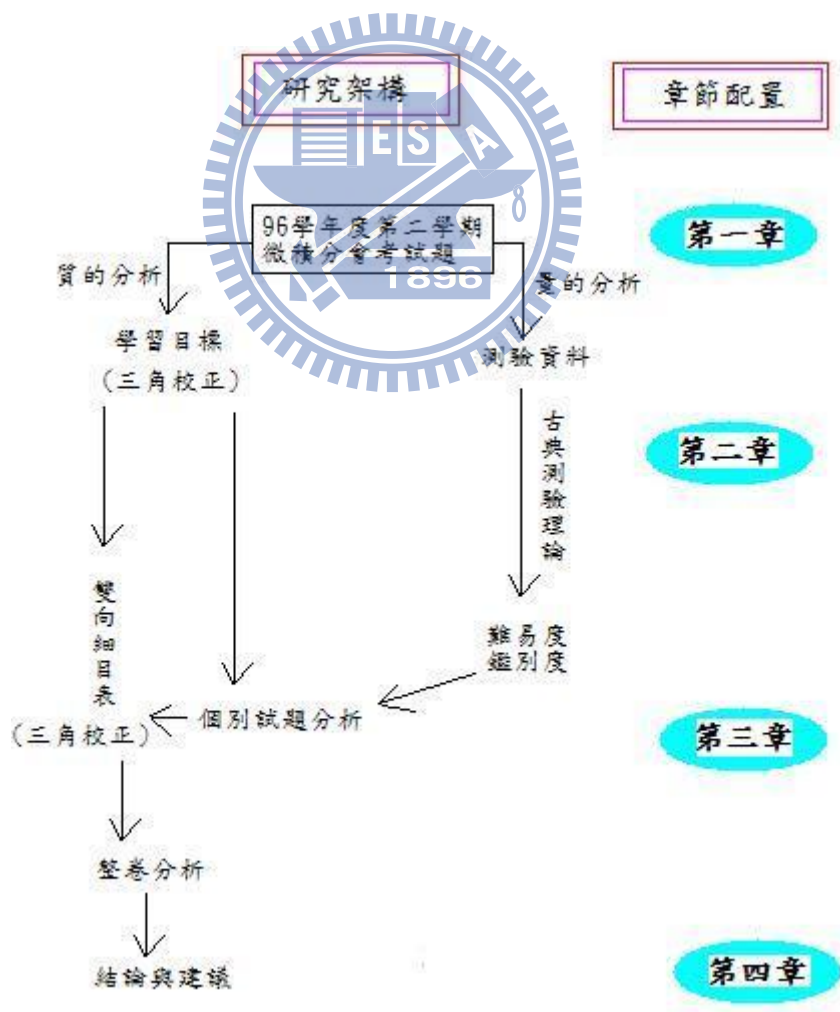 研究架構
章節配置
E S A
96學年度第二學期
微積分會考試題
第一章
1896
質的分析
量的分析
學習目標
(三角校正)
測驗資料
古典測驗理論
第二章
雙向細目表
(三角校正)
難易度
鑑別度
個別試題分析
第三章
整卷分析
結論與建議
第四章